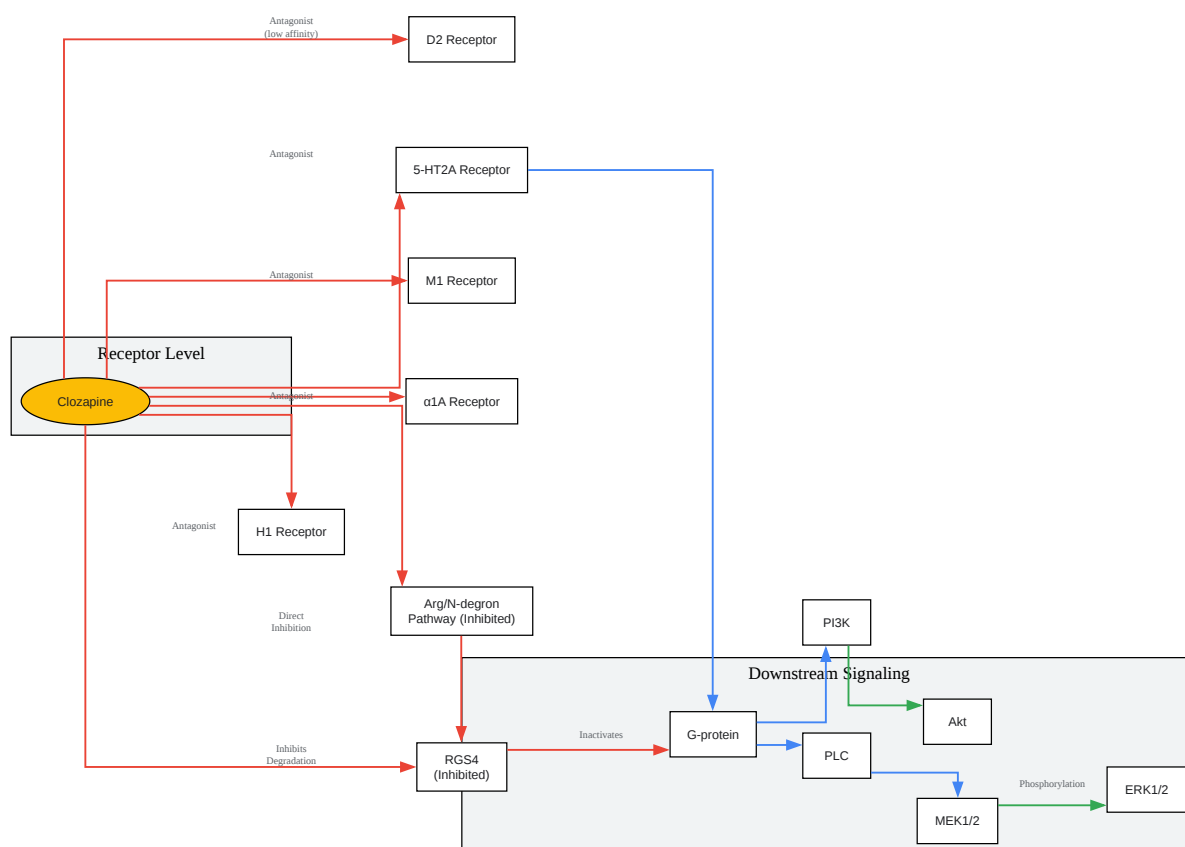 Antagonist
(low affinity)
D2 Receptor
Antagonist
5-HT2A Receptor
Antagonist
M1 Receptor
Receptor Level
Clozapine
Antagonist
α1A Receptor
Antagonist
H1 Receptor
Direct
Inhibition
Arg/N-degron
Pathway (Inhibited)
PI3K
Downstream Signaling
Akt
G-protein
Inactivates
PLC
Inhibits
Degradation
RGS4
(Inhibited)
Phosphorylation
ERK1/2
MEK1/2